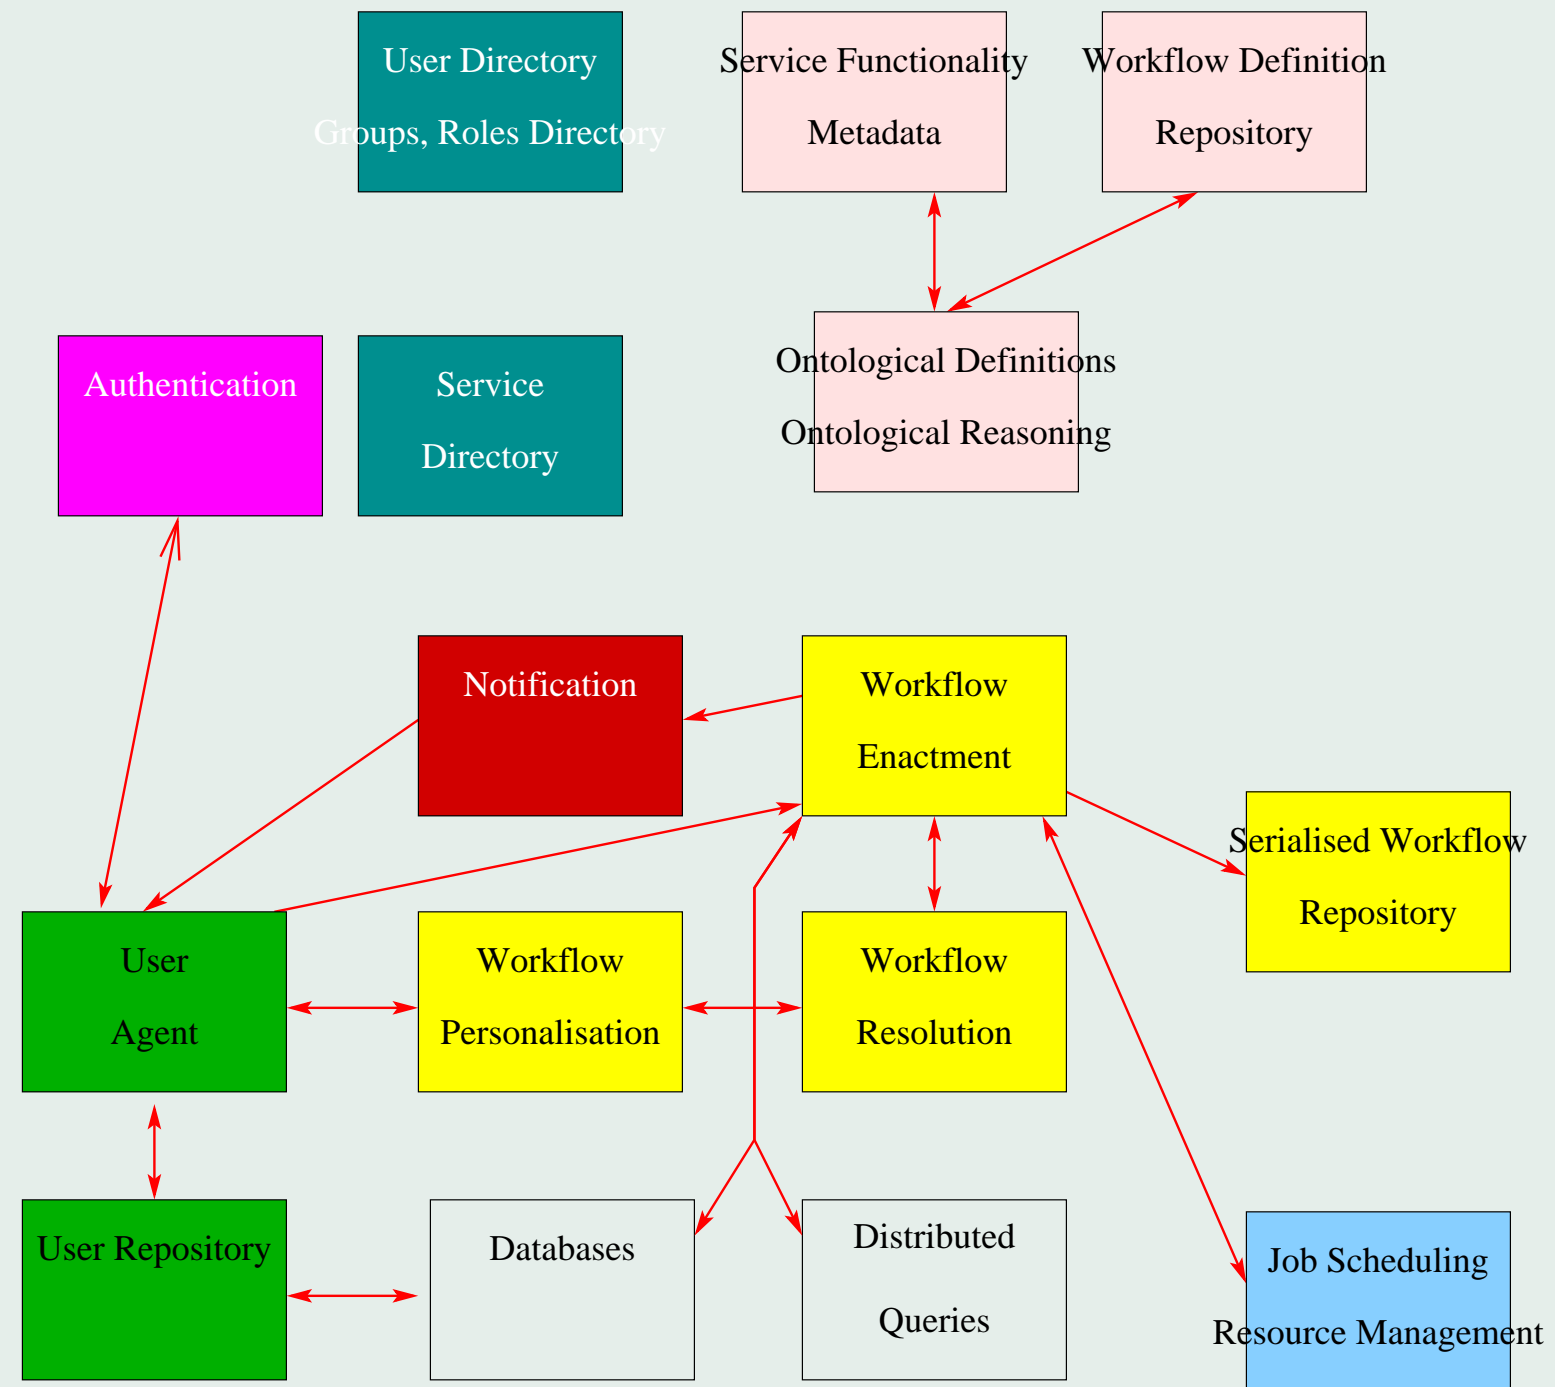 User Directory
Groups, Roles Directory
Service Functionality
Metadata
Workflow Definition
Repository
Authentication
Service
Directory
Ontological Definitions
Ontological Reasoning
Notification
Workflow
Enactment
Serialised Workflow
Repository
User
Agent
Workflow
Personalisation
Workflow
Resolution
User Repository
Databases
Distributed
Queries
Job Scheduling
Resource Management